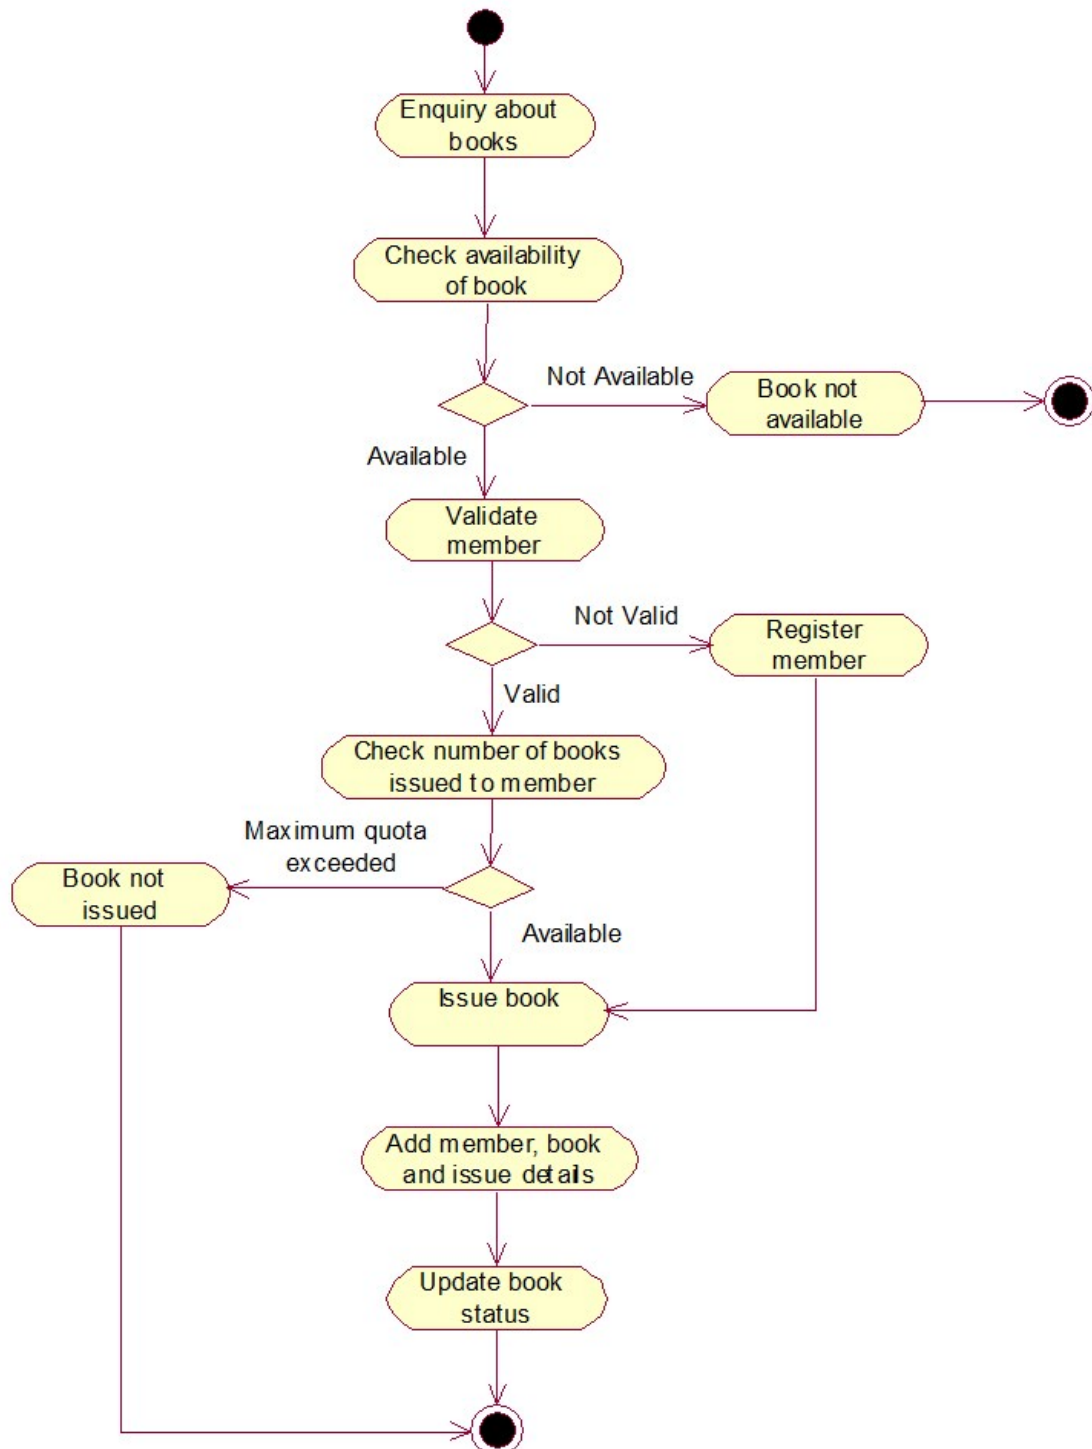 Enquiry about
books
Check availability
of book
Not Available
Book not
available
Available
Validate
member
Not Valid
Register
member
Valid
Check number of books
issued to member
Maximum quota
exceeded
Book not
issued
Available
Issue book
Add member, book
and issue details
Update book
status